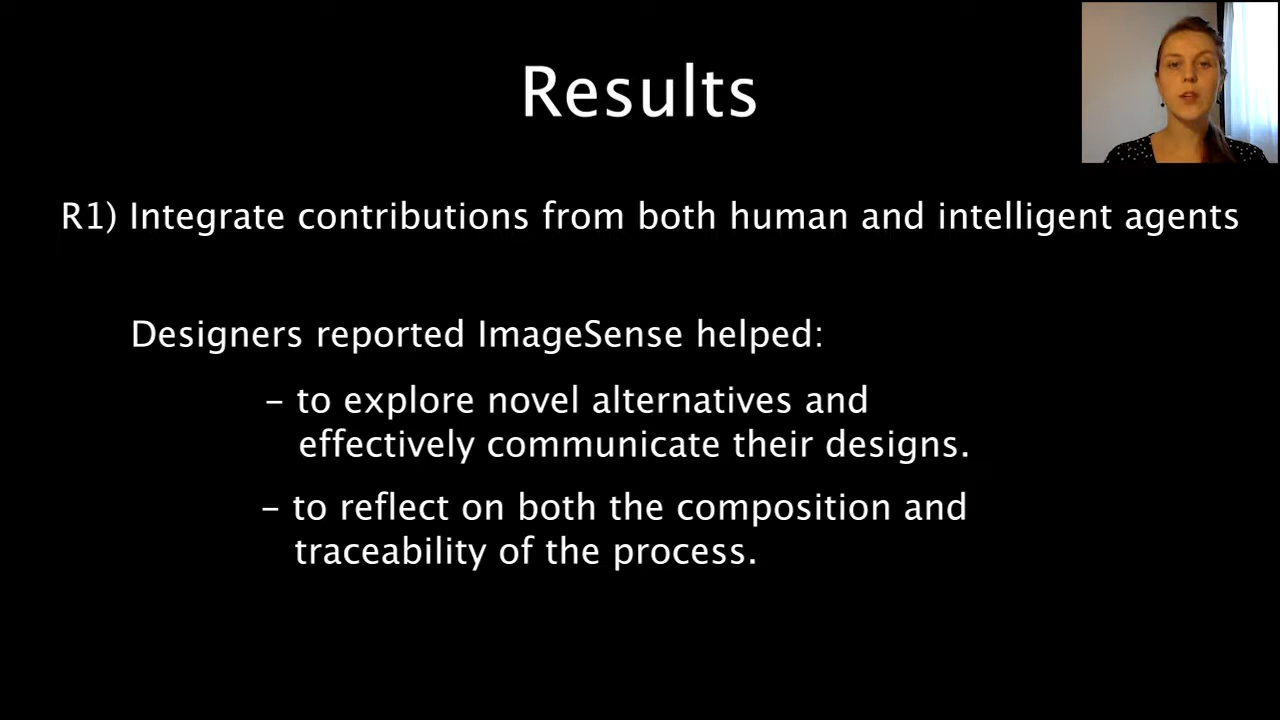 Results
R1) Integrate contributions from both human and intelligent agents
Designers reported ImageSense helped:
– to explore novel alternatives and
effectively communicate their designs.
– to reflect on both the composition and
traceability of the process.